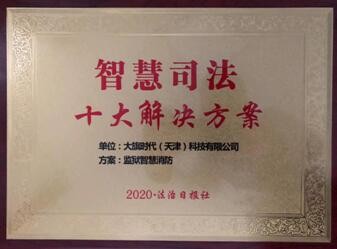 智慧司法
十大解决方案
单位：大旗时代（天津）科技有限公司
方案：监狱智慧消防
2020·法治日报社